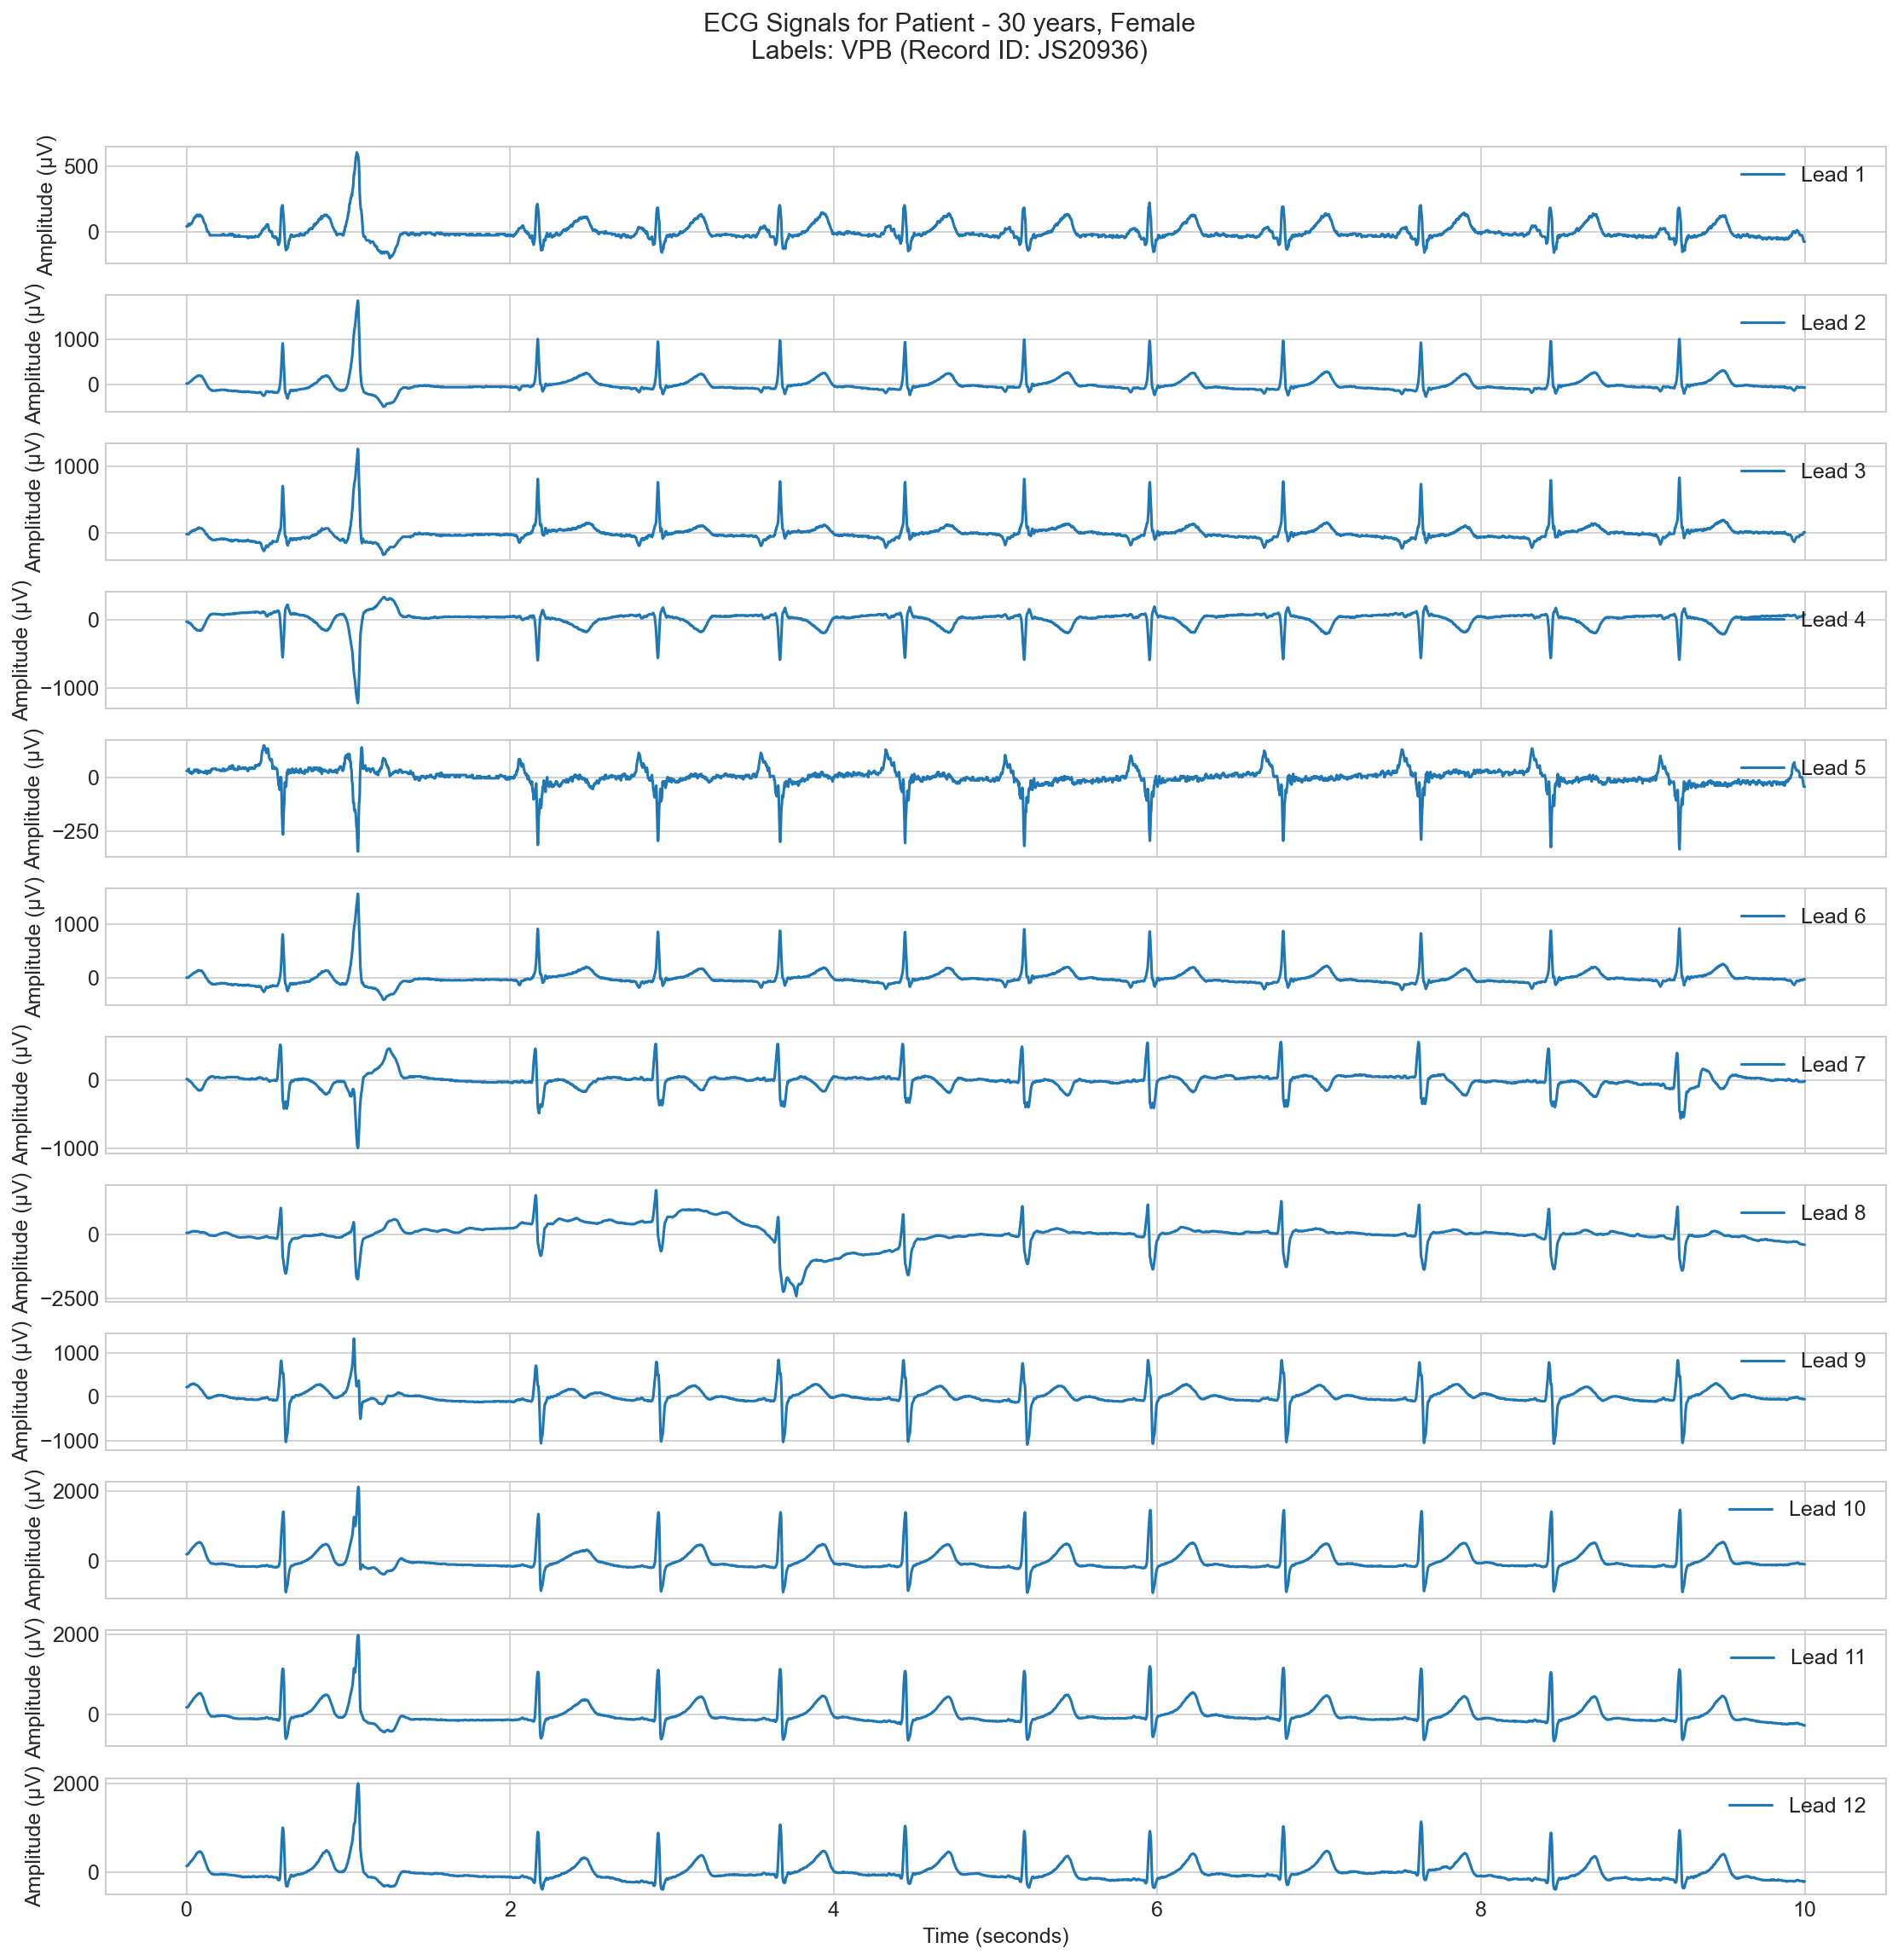 ECG Signals for Patient - 30 years, Female
Labels: VPB (Record ID: JS20936)
Amplitude (µV)
500
0
Lead 1
Amplitude (µV)
1000
0
Lead 2
Amplitude (µV)
1000
0
Lead 3
Amplitude (µV)
0
−1000
Lead 4
Amplitude (µV)
0
−250
Lead 5
Amplitude (µV)
1000
0
Lead 6
Amplitude (µV)
0
−1000
Lead 7
Amplitude (µV)
0
−2500
Lead 8
Amplitude (µV)
1000
0
−1000
Lead 9
Amplitude (µV)
2000
0
Lead 10
Amplitude (µV)
2000
0
Lead 11
Amplitude (µV)
2000
0
Lead 12
0 2 4 6 8 10
Time (seconds)